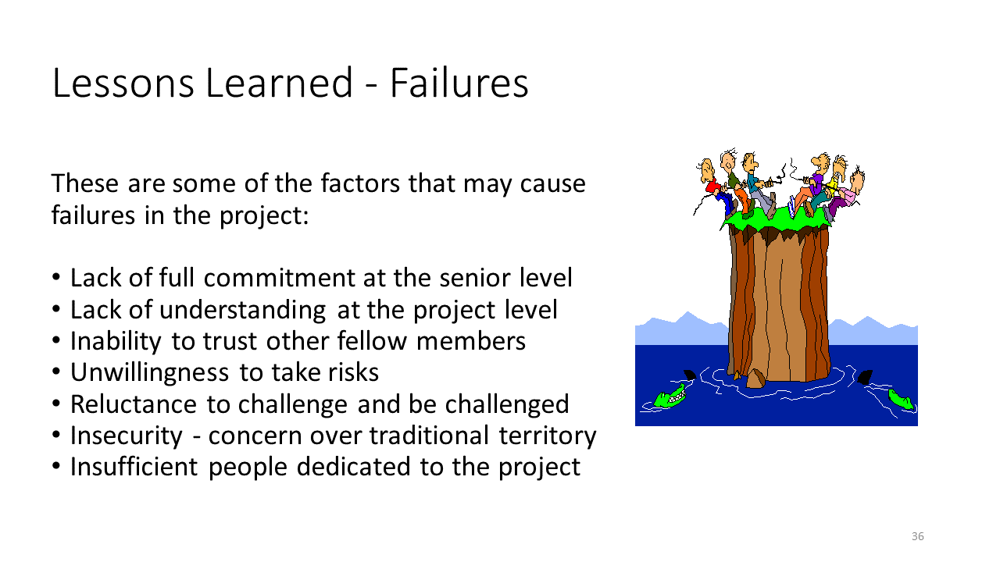 Lessons Learned - Failures
These are some of the factors that may cause
failures in the project:
• Lack of full commitment at the senior level
• Lack of understanding at the project level
• Inability to trust other fellow members
• Unwillingness to take risks
• Reluctance to challenge and be challenged
• Insecurity - concern over traditional territory
• Insufficient people dedicated to the project
36